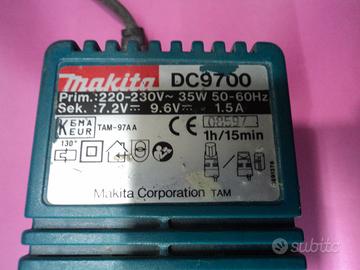 makita DC9700
Prim.:220-230V~ 35W 50-60Hz
Sek.:7.2V⎓ 9.6V⎓ 1.5A
KEMA
KEUR
TAM-97AA
CE
08597
1h/15min
130°
Makita Corporation TAM
subito